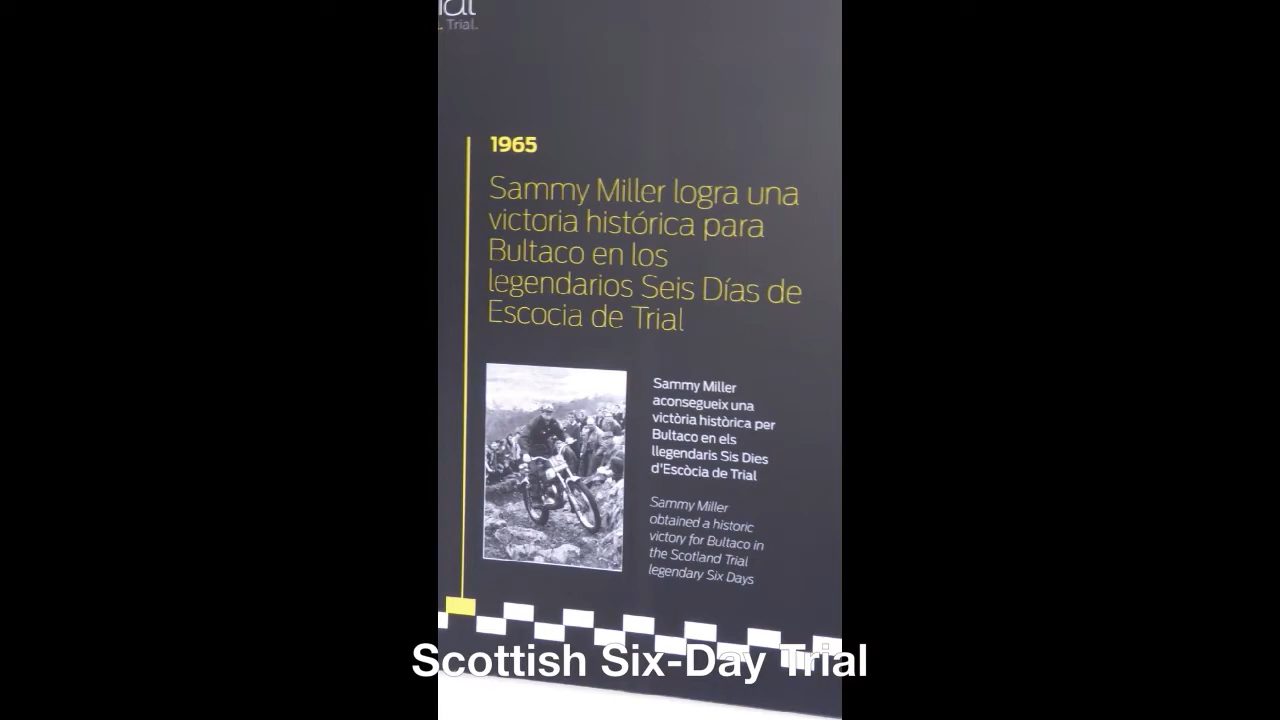 . Trial.
1965
Sammy Miller logra una
victoria histórica para
Bultaco en los
legendarios Seis Días de
Escocia de Trial
Sammy Miller
aconsegueix una
victòria històrica per
Bultaco en els
llegendaris Sis Dies
d'Escòcia de Trial
Sammy Miller
obtained a historic
victory for Bultaco in
the Scotland Trial
legendary Six Days
Scottish Six-Day Trial